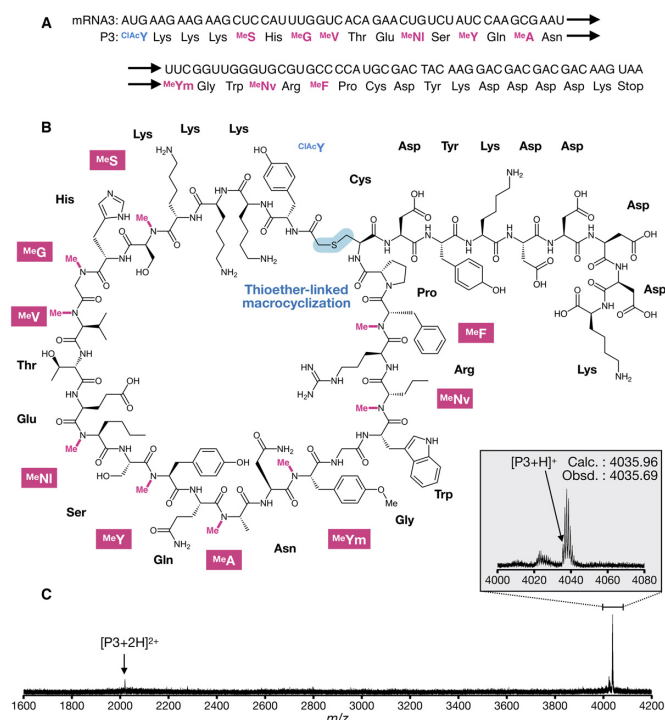 A
mRNA3: AUG AAG AAG AAG CUC CAU UUG GUC ACA GAA CUG UCU AUC CAA GCG AAU
P3: ClAcY Lys Lys Lys MeS His MeG MeV Thr Glu MeNl Ser MeY Gln MeA Asn
UUC GGU UGG GUG CGU GCC CCA UGC GAC UAC AAG GAC GAC GAC GAC AAG UAA
MeYm Gly Trp MeNv Arg MeF Pro Cys Asp Tyr Lys Asp Asp Asp Asp Lys Stop
B
Lys Lys Lys ClAcY
MeS
His
MeG
MeV
Thr
Glu
MeNl
Ser
MeY
Gln
MeA
Asn
MeYm
Gly
Trp
MeNv
Arg
MeF
Pro
Cys Asp Tyr Lys Asp Asp
Asp
Asp
Lys
Thioether-linked
macrocyclization
[P3+H]+ Calc. : 4035.96
Obsd. : 4035.69
4000 4020 4040 4060 4080
C
[P3+2H]2+
1600 1800 2000 2200 2400 2600 2800 3000 3200 3400 3600 3800 4000 4200
m/z